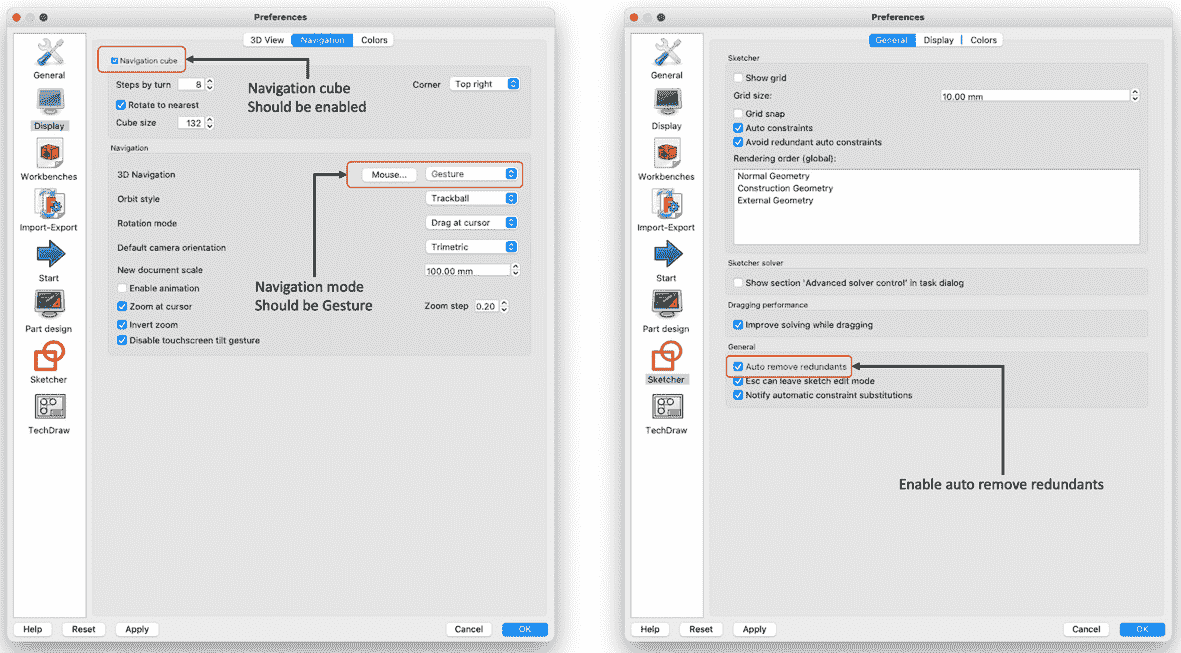 Preferences
3D View Navigation Colors
General
Display
Workbenches
Import-Export
Start
Part design
Sketcher
TechDraw
Navigation cube
Steps by turn 8 Corner Top right
Rotate to nearest
Cube size 132
Navigation cube
Should be enabled
Navigation
3D Navigation Mouse... Gesture
Orbit style Trackball
Rotation mode Drag at cursor
Default camera orientation Trimetric
New document scale 100.00 mm
Enable animation
Zoom at cursor Zoom step 0.20
Invert zoom
Disable touchscreen tilt gesture
Navigation mode
Should be Gesture
Help Reset Apply Cancel OK
Preferences
General Display Colors
General
Display
Workbenches
Import-Export
Start
Part design
Sketcher
TechDraw
Sketcher
Show grid
Grid size: 10.00 mm
Grid snap
Auto constraints
Avoid redundant auto constraints
Rendering order (global):
Normal Geometry
Construction Geometry
External Geometry
Sketcher solver
Show section 'Advanced solver control' in task dialog
Dragging performance
Improve solving while dragging
General
Auto remove redundants
Esc can leave sketch edit mode
Notify automatic constraint substitutions
Enable auto remove redundants
Help Reset Apply Cancel OK